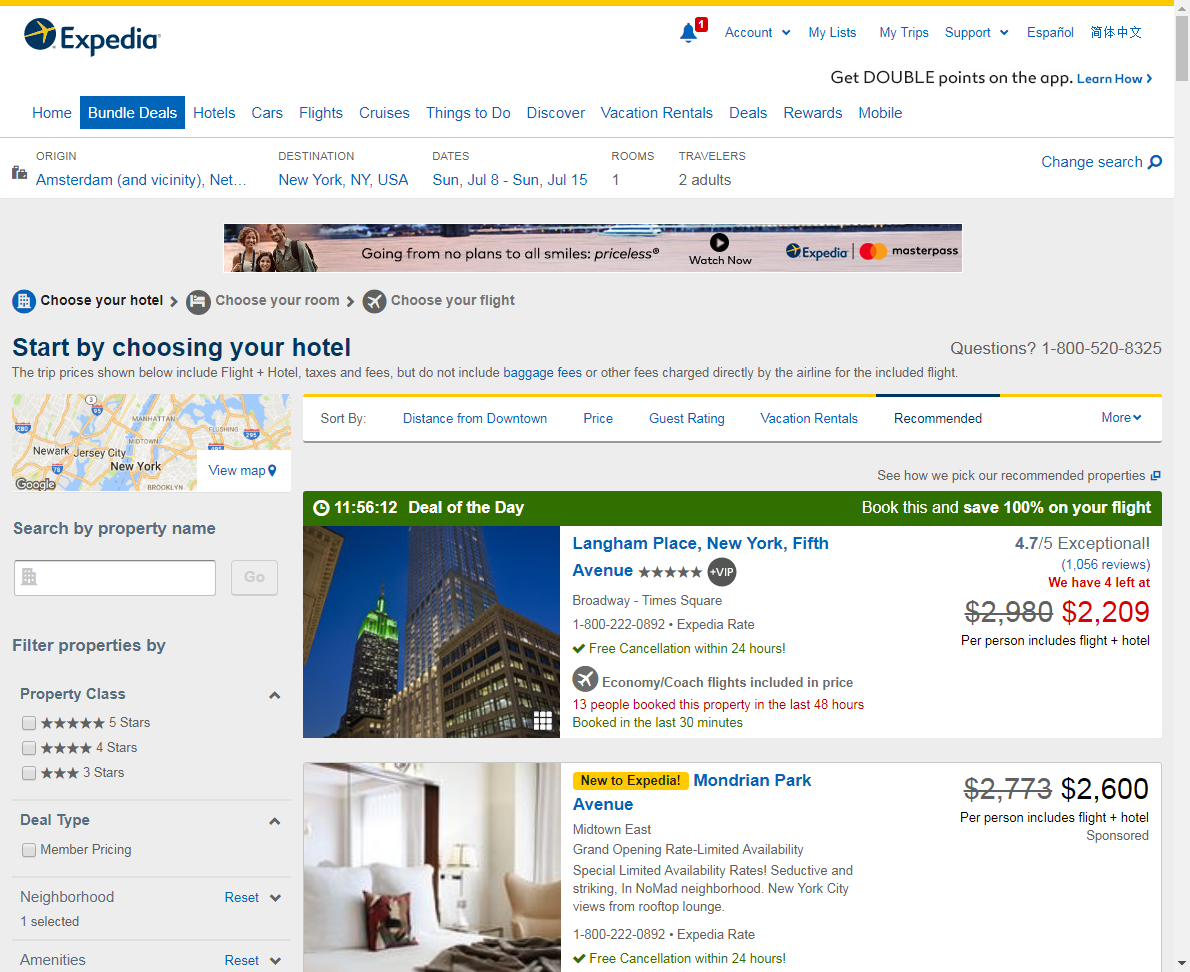 Expedia
1
Account
My Lists
My Trips
Support
Español
简体中文
Get DOUBLE points on the app. Learn How
Home
Bundle Deals
Hotels
Cars
Flights
Cruises
Things to Do
Discover
Vacation Rentals
Deals
Rewards
Mobile
ORIGIN
Amsterdam (and vicinity), Net...
DESTINATION
New York, NY, USA
DATES
Sun, Jul 8 - Sun, Jul 15
ROOMS
1
TRAVELERS
2 adults
Change search
Going from no plans to all smiles: priceless®
Watch Now
Expedia
masterpass
Choose your hotel
Choose your room
Choose your flight
Start by choosing your hotel
Questions? 1-800-520-8325
The trip prices shown below include Flight + Hotel, taxes and fees, but do not include baggage fees or other fees charged directly by the airline for the included flight.
3
95
MANHATTAN
280
FLUSHING
MIDTOWN
295
495
Newark
Jersey City
New York
78
BROOKLYN
Google
View map
Sort By:
Distance from Downtown
Price
Guest Rating
Vacation Rentals
Recommended
More
See how we pick our recommended properties
Search by property name
Go
Filter properties by
Property Class
5 Stars
4 Stars
3 Stars
Deal Type
Member Pricing
Neighborhood
Reset
1 selected
Amenities
Reset
11:56:12 Deal of the Day
Book this and save 100% on your flight
Langham Place, New York, Fifth
Avenue ★★★★★ +VIP
Broadway - Times Square
1-800-222-0892 • Expedia Rate
Free Cancellation within 24 hours!
Economy/Coach flights included in price
13 people booked this property in the last 48 hours
Booked in the last 30 minutes
4.7/5 Exceptional!
(1,056 reviews)
We have 4 left at
$2,980 $2,209
Per person includes flight + hotel
New to Expedia! Mondrian Park
Avenue
Midtown East
Grand Opening Rate-Limited Availability
Special Limited Availability Rates! Seductive and
striking, In NoMad neighborhood. New York City
views from rooftop lounge.
1-800-222-0892 • Expedia Rate
Free Cancellation within 24 hours!
$2,773 $2,600
Per person includes flight + hotel
Sponsored